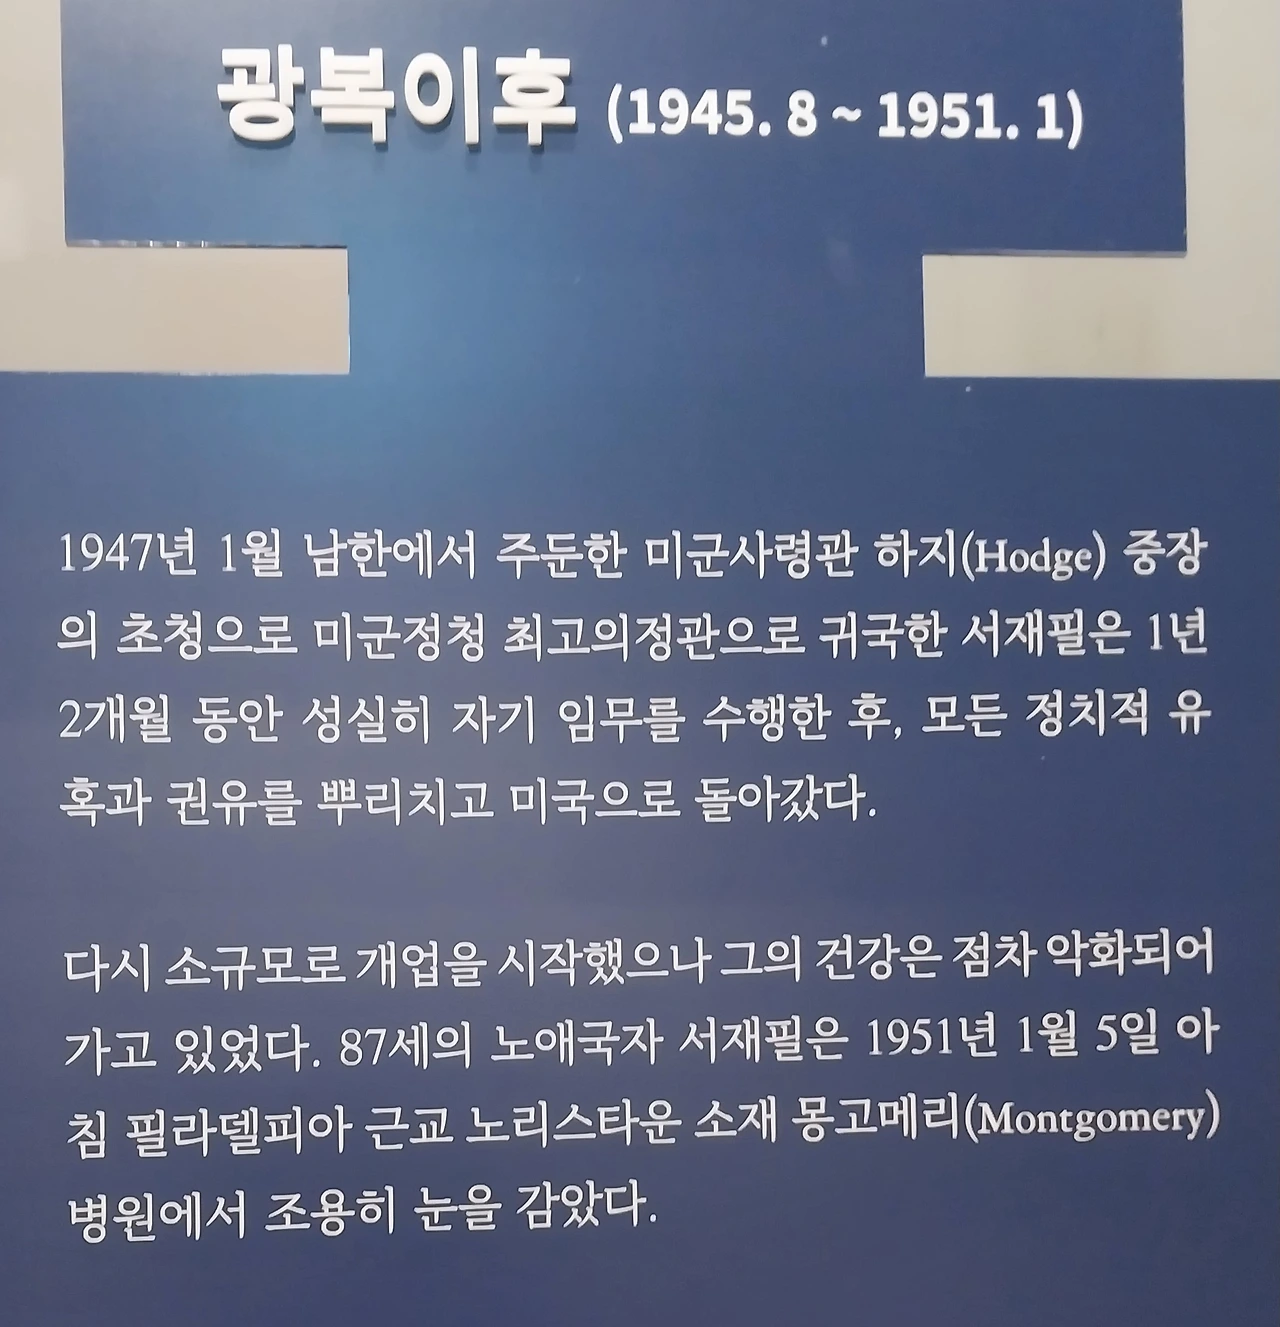 광복이후 (1945. 8 ~ 1951. 1)
1947년 1월 남한에서 주둔한 미군사령관 하지(Hodge) 중장
의 초청으로 미군정청 최고의정관으로 귀국한 서재필은 1년
2개월 동안 성실히 자기 임무를 수행한 후, 모든 정치적 유
혹과 권유를 뿌리치고 미국으로 돌아갔다.
다시 소규모로 개업을 시작했으나 그의 건강은 점차 악화되어
가고 있었다. 87세의 노애국자 서재필은 1951년 1월 5일 아
침 필라델피아 근교 노리스타운 소재 몽고메리(Montgomery)
병원에서 조용히 눈을 감았다.